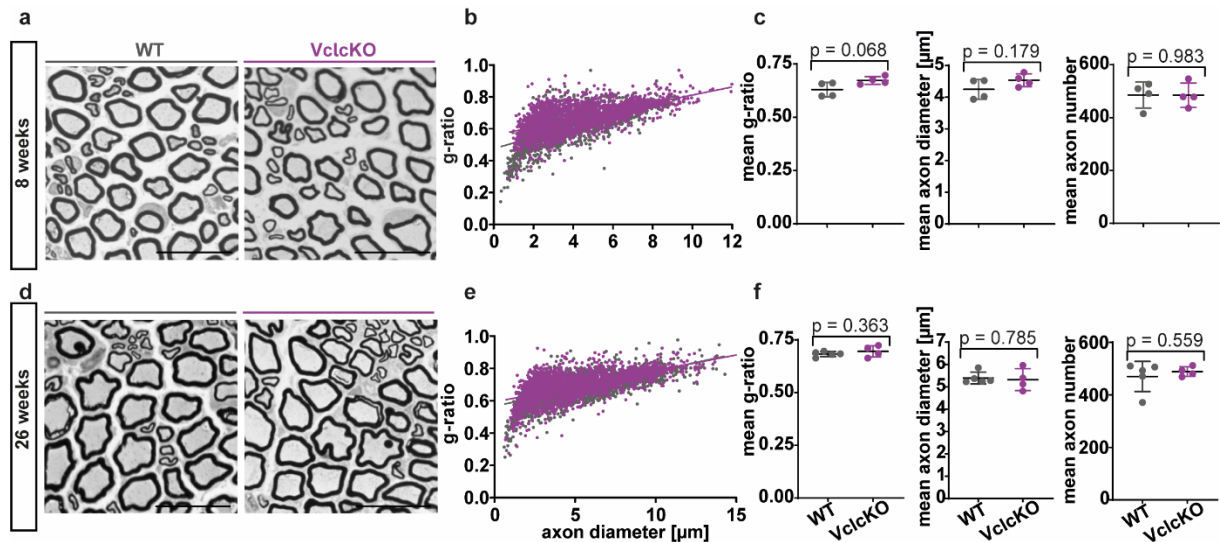 a
b
c
WT
VclcKO
8 weeks
g-ratio
1.0
0.8
0.6
0.4
0.2
0.0
2
4
6
8
10
12
mean g-ratio
0.75
0.50
0.25
0.00
p = 0.068
mean axon diameter [µm]
5
4
3
2
1
0
p = 0.179
mean axon number
600
400
200
0
p = 0.983
d
e
f
26 weeks
g-ratio
1.0
0.8
0.6
0.4
0.2
0.0
0
5
10
15
axon diameter [µm]
mean g-ratio
0.75
0.50
0.25
0.00
p = 0.363
WT
VclcKO
mean axon diameter [µm]
7
6
5
4
3
2
1
0
p = 0.785
WT
VclcKO
mean axon number
600
400
200
0
p = 0.559
WT
VclcKO